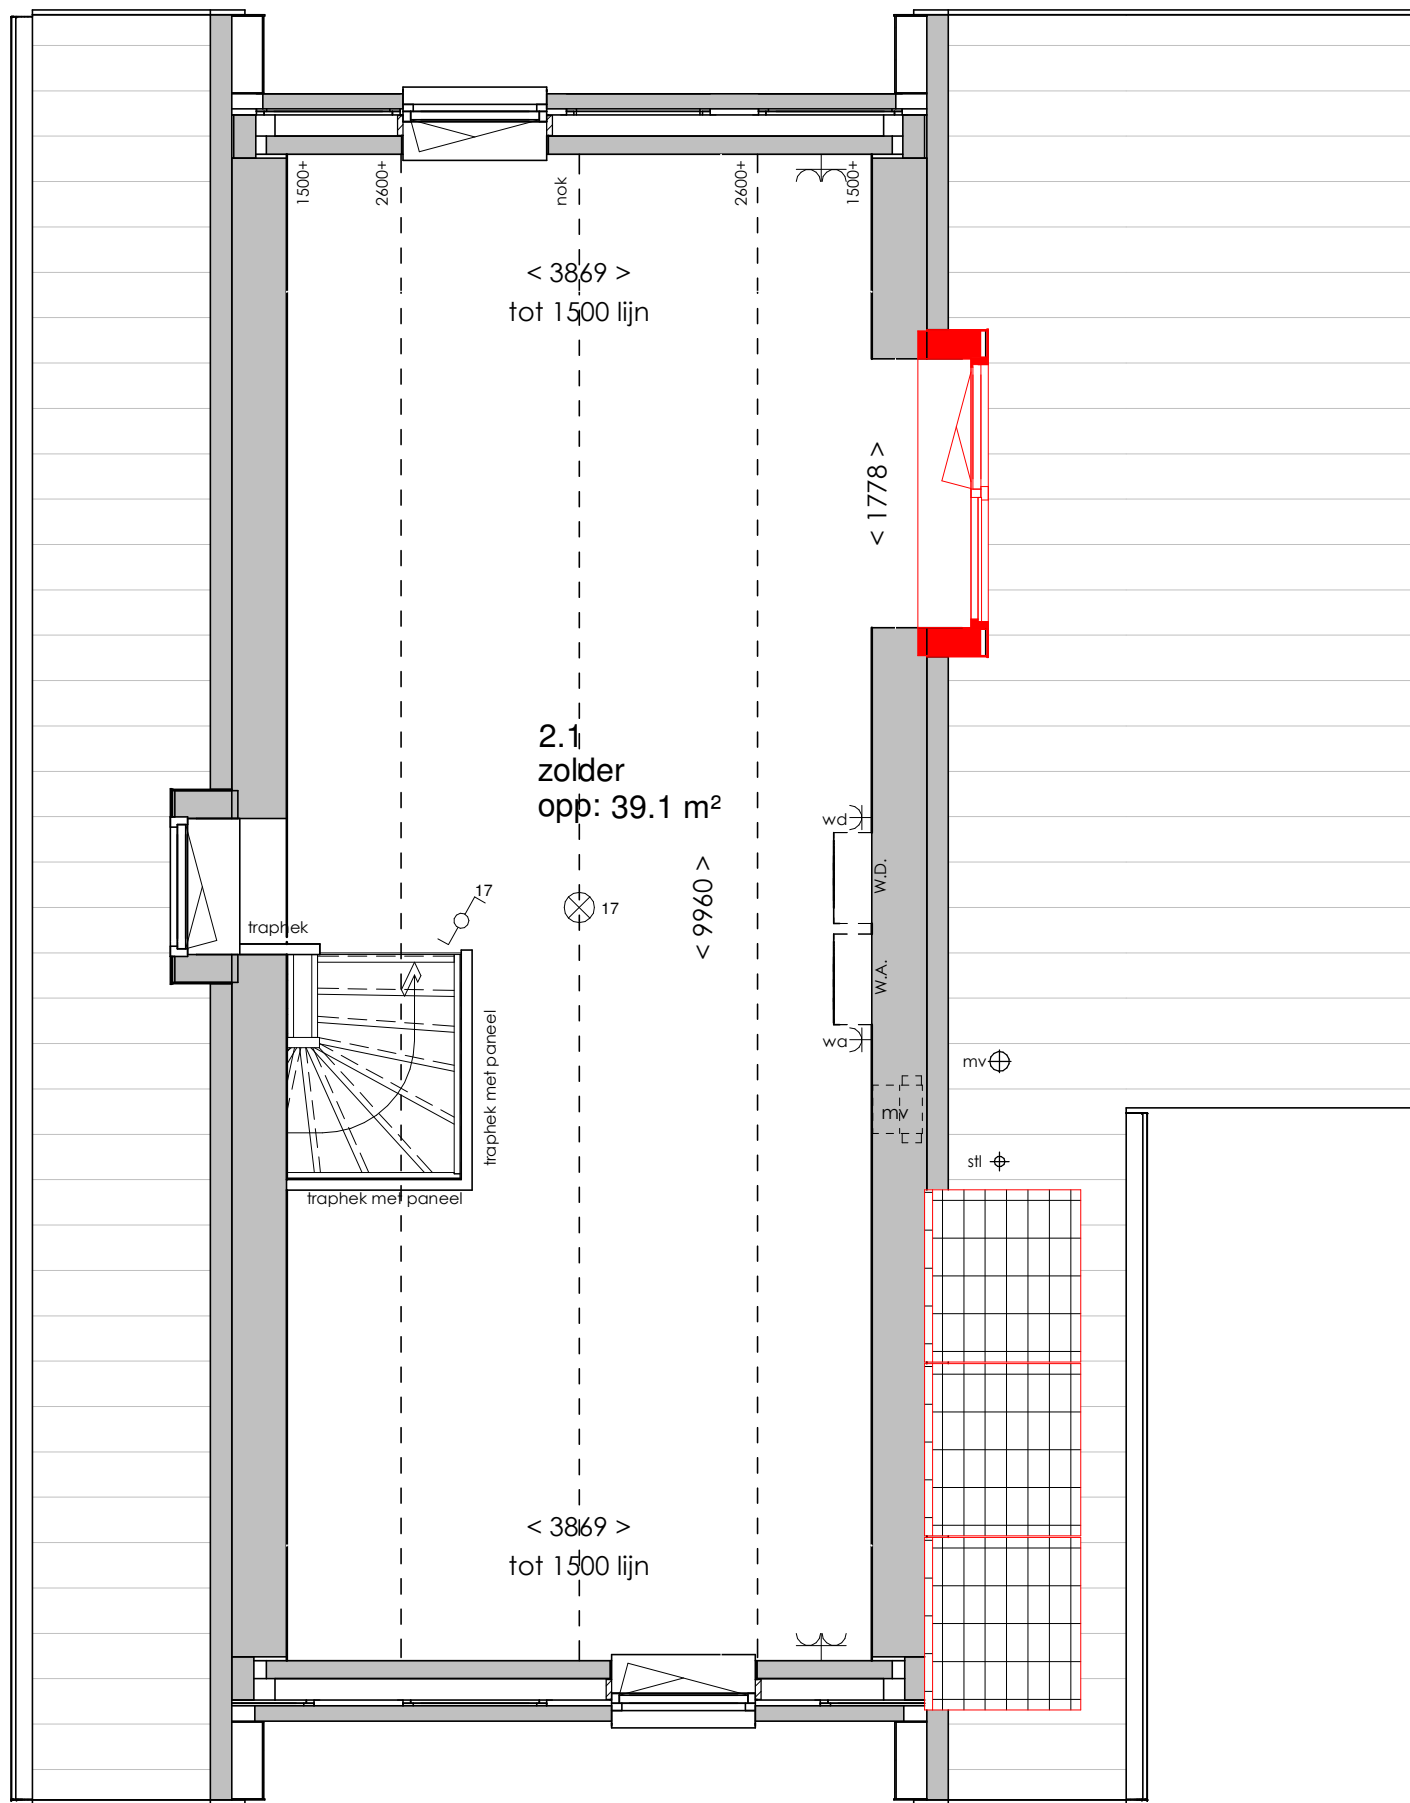 1500+
2600+
nok
2600+
1500+
< 3869 >
tot 1500 lijn
< 1778 >
2.1
zolder
opp: 39.1 m²
wd
W.D.
< 9960 >
17
17
traphek
W.A.
wa
traphek met paneel
mv
mv
stl
traphek met paneel
< 3869 >
tot 1500 lijn